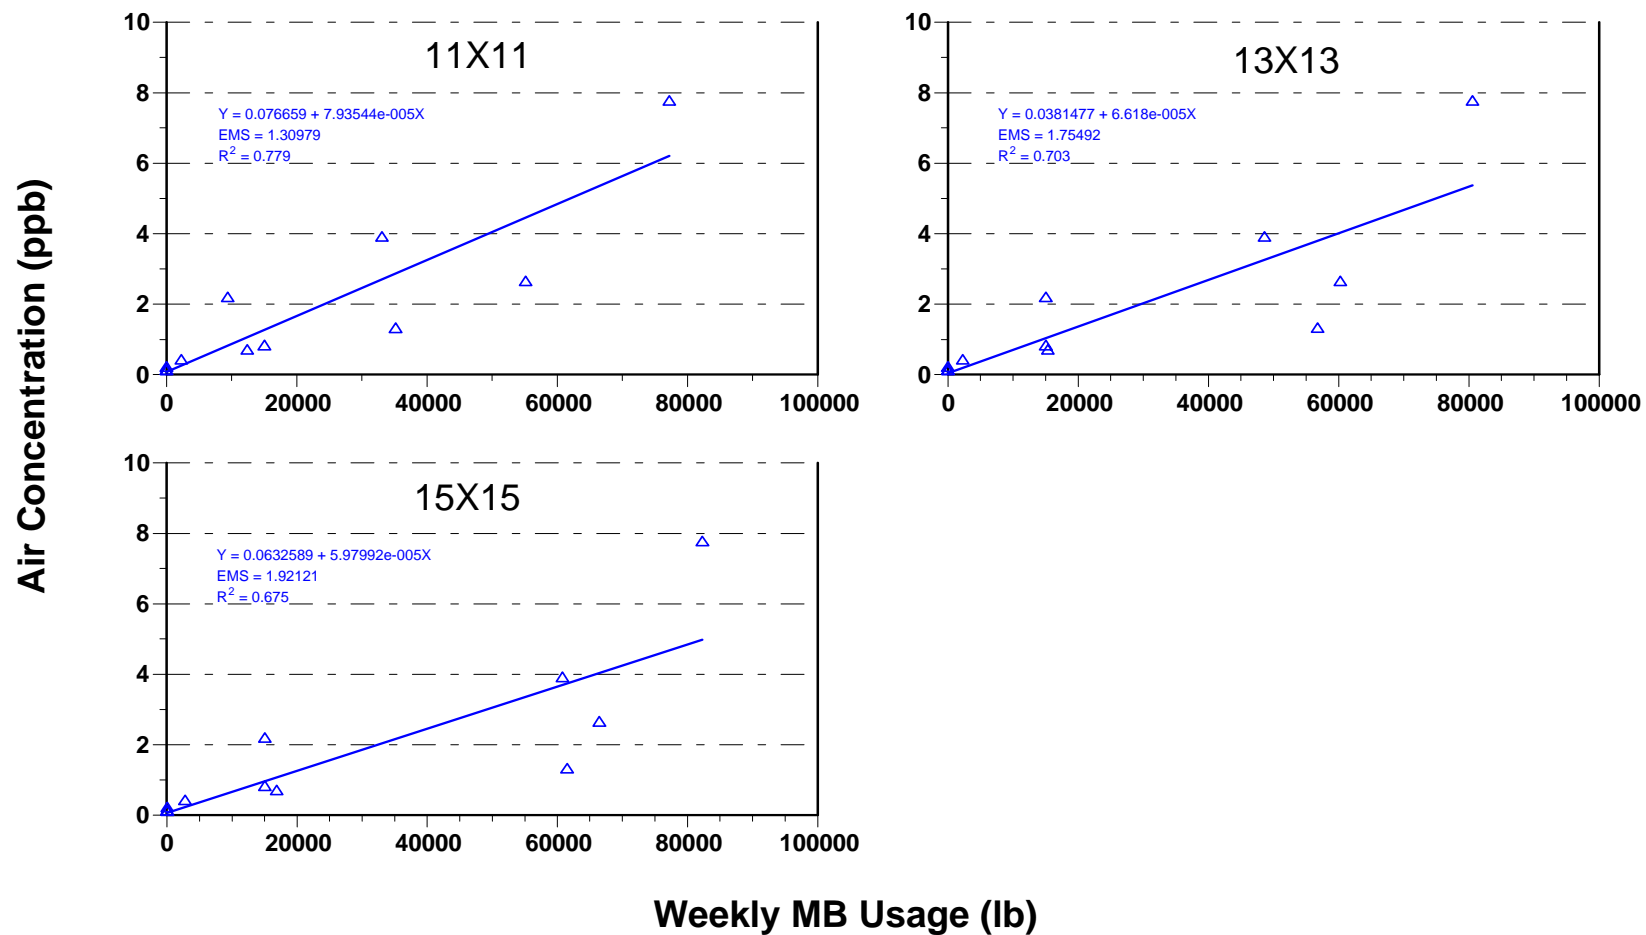 Air Concentration (ppb)
11X11
Y = 0.076659 + 7.93544e-005X
EMS = 1.30979
R2 = 0.779
10
8
6
4
2
0
0 20000 40000 60000 80000 100000
13X13
Y = 0.0381477 + 6.618e-005X
EMS = 1.75492
R2 = 0.703
10
8
6
4
2
0
0 20000 40000 60000 80000 100000
15X15
Y = 0.0632589 + 5.97992e-005X
EMS = 1.92121
R2 = 0.675
10
8
6
4
2
0
0 20000 40000 60000 80000 100000
Weekly MB Usage (lb)